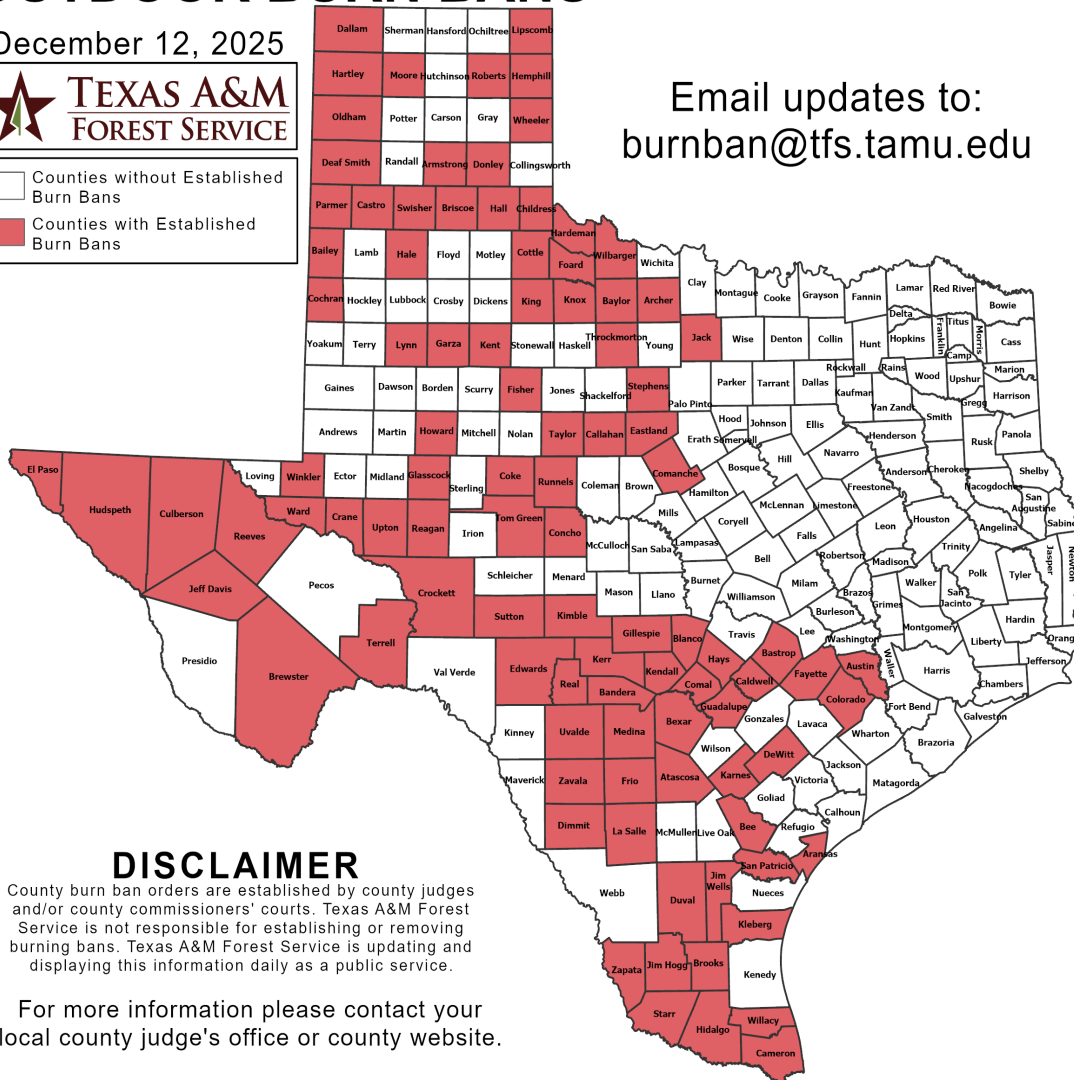 December 12, 2025
TEXAS A&M
FOREST SERVICE
Counties without Established
Burn Bans
Counties with Established
Burn Bans
Email updates to:
burnban@tfs.tamu.edu
Dallam Sherman Hansford Ochiltree Lipscomb
Hartley Moore Hutchinson Roberts Hemphill
Oldham Potter Carson Gray Wheeler
Deaf Smith Randall Armstrong Donley Collingsworth
Parmer Castro Swisher Briscoe Hall Childress
Hardeman
Bailey Lamb Hale Floyd Motley Cottle Foard Wilbarger Wichita
Clay Montague Cooke Grayson Fannin Lamar Red River Bowie
Cochran Hockley Lubbock Crosby Dickens King Knox Baylor Archer
Delta Franklin Titus Morris Cass
Yoakum Terry Lynn Garza Kent Stonewall Haskell Throckmorton Young Jack Wise Denton Collin Hunt Hopkins Camp
Rockwall Rains Wood Upshur Marion
Gaines Dawson Borden Scurry Fisher Jones Shackelford Stephens Palo Pinto Parker Tarrant Dallas Kaufman Van Zandt Gregg Harrison
Andrews Martin Howard Mitchell Nolan Taylor Callahan Eastland Erath Hood Somervell Johnson Ellis Henderson Smith Rusk Panola
El Paso Loving Winkler Ector Midland Glasscock Sterling Coke Runnels Coleman Brown Comanche Bosque Hill Navarro Anderson Cherokee Nacogdoches Shelby
Hudspeth Culberson Reeves Ward Crane Upton Reagan Irion Tom Green Concho Mills Hamilton McLennan Limestone Freestone San Augustine Sabine
McCulloch San Saba Lampasas Coryell Falls Leon Houston Angelina
Jeff Davis Pecos Crockett Schleicher Menard Mason Llano Burnet Bell Milam Robertson Madison Trinity Polk Tyler Jasper Newton
Sutton Kimble Williamson Burleson Brazos Grimes Walker San Jacinto Hardin
Presidio Brewster Terrell Val Verde Edwards Gillespie Blanco Travis Lee Washington Montgomery Liberty Orang
Kerr Real Bandera Kendall Hays Comal Caldwell Bastrop Fayette Austin Waller Harris Chambers Jefferson
Kinney Uvalde Medina Bexar Guadalupe Gonzales Lavaca Colorado Fort Bend Galveston
Wilson DeWitt Wharton Brazoria
Maverick Zavala Frio Atascosa Karnes Victoria Jackson Matagorda
Goliad Calhoun
Dimmit La Salle McMullen Live Oak Bee Refugio
Aransas
San Patricio
Webb Duval Jim Wells Nueces
Kleberg
Zapata Jim Hogg Brooks Kenedy
Starr Hidalgo Willacy
Cameron
DISCLAIMER
County burn ban orders are established by county judges
and/or county commissioners' courts. Texas A&M Forest
Service is not responsible for establishing or removing
burning bans. Texas A&M Forest Service is updating and
displaying this information daily as a public service.
For more information please contact your
local county judge's office or county website.